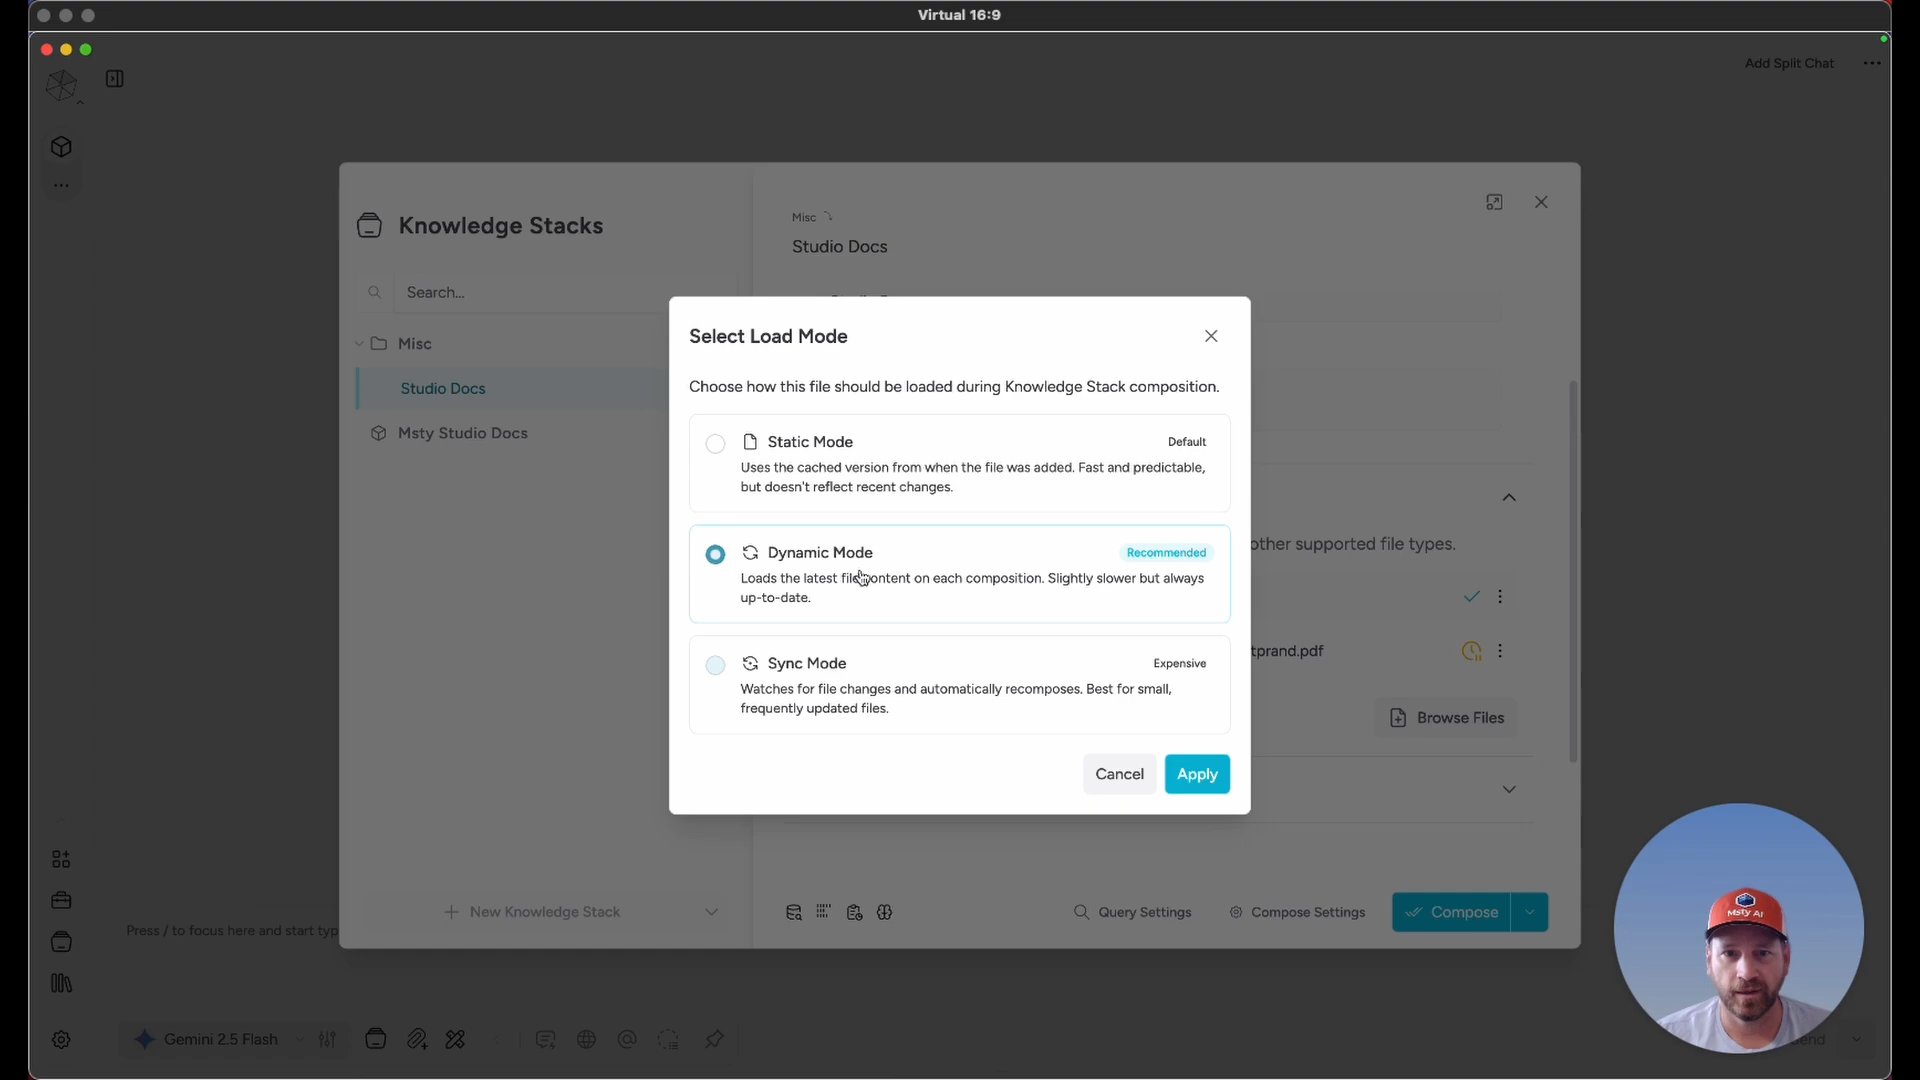 Virtual 16:9
Add Split Chat
Knowledge Stacks
Search...
Misc
Studio Docs
Msty Studio Docs
New Knowledge Stack
Misc
Studio Docs
Select Load Mode
Choose how this file should be loaded during Knowledge Stack composition.
Static Mode
Default
Uses the cached version from when the file was added. Fast and predictable,
but doesn't reflect recent changes.
Dynamic Mode
Recommended
Loads the latest file content on each composition. Slightly slower but always
up-to-date.
Sync Mode
Expensive
Watches for file changes and automatically recomposes. Best for small,
frequently updated files.
Cancel
Apply
other supported file types.
tprand.pdf
Browse Files
Query Settings
Compose Settings
Compose
Press / to focus here and start typ
Gemini 2.5 Flash
Msty AI